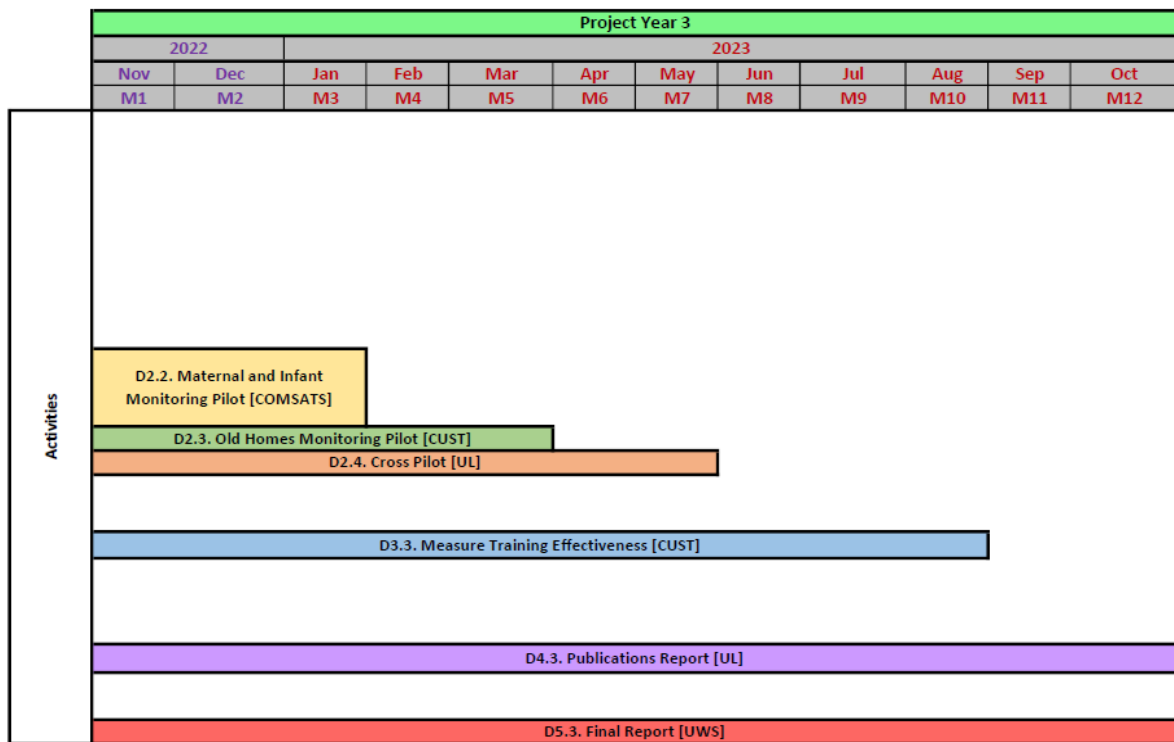 Project Year 3
2022 2023
Nov Dec Jan Feb Mar Apr May Jun Jul Aug Sep Oct
M1 M2 M3 M4 M5 M6 M7 M8 M9 M10 M11 M12
Activities
D2.2. Maternal and Infant
Monitoring Pilot [COMSATS]
D2.3. Old Homes Monitoring Pilot [CUST]
D2.4. Cross Pilot [UL]
D3.3. Measure Training Effectiveness [CUST]
D4.3. Publications Report [UL]
D5.3. Final Report [UWS]